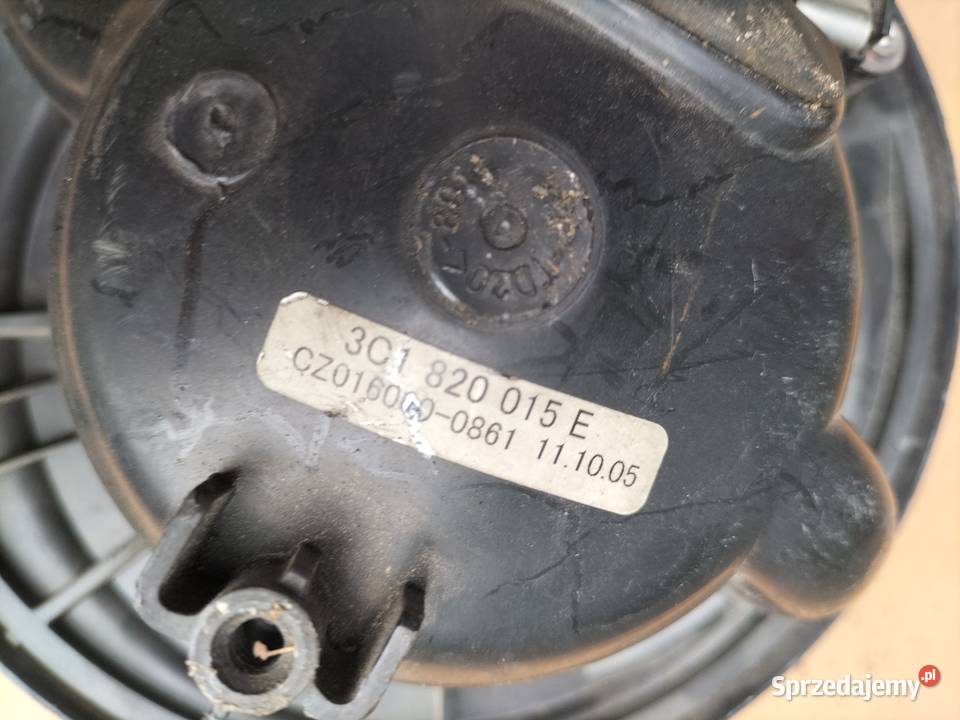 3C1 820 015 E
CZ016000-0861 11.10.05
Sprzedajemy.pl